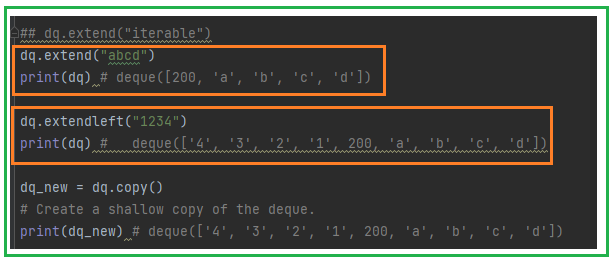 ## dq.extend("iterable")
dq.extend("abcd")
print(dq) # deque([200, 'a', 'b', 'c', 'd'])
dq.extendleft("1234")
print(dq) #   deque(['4', '3', '2', '1', 200, 'a', 'b', 'c', 'd'])
dq_new = dq.copy()
# Create a shallow copy of the deque.
print(dq_new) # deque(['4', '3', '2', '1', 200, 'a', 'b', 'c', 'd'])